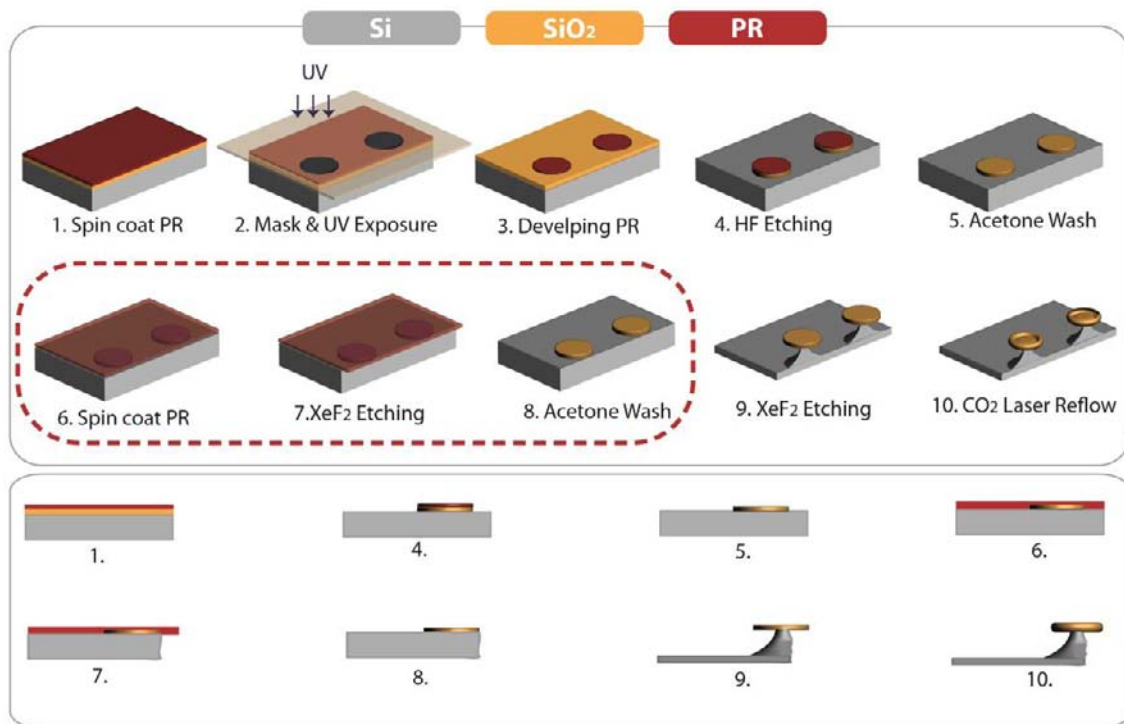 Si
SiO₂
PR
UV
1. Spin coat PR
2. Mask & UV Exposure
3. Develping PR
4. HF Etching
5. Acetone Wash
6. Spin coat PR
7.XeF₂ Etching
8. Acetone Wash
9. XeF₂ Etching
10. CO₂ Laser Reflow
1.
4.
5.
6.
7.
8.
9.
10.